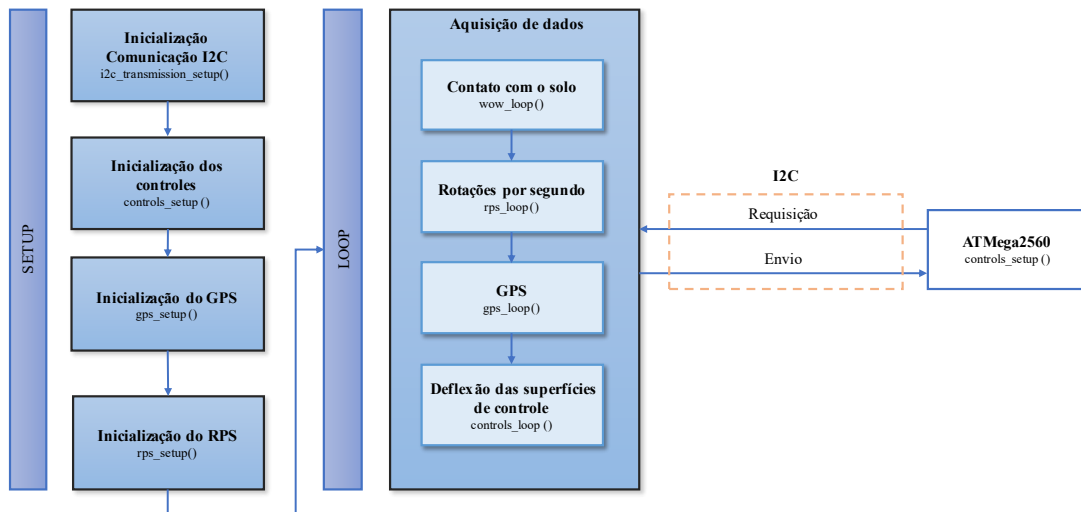 SETUP
Inicialização
Comunicação I2C
i2c_transmission_setup()
Inicialização dos
controles
controls_setup ()
Inicialização do GPS
gps_setup()
Inicialização do RPS
rps_setup()
LOOP
Aquisição de dados
Contato com o solo
wow_loop()
Rotações por segundo
rps_loop()
GPS
gps_loop()
Deflexão das superfícies
de controle
controls_loop ()
I2C
Requisição
Envio
ATMega2560
controls_setup ()